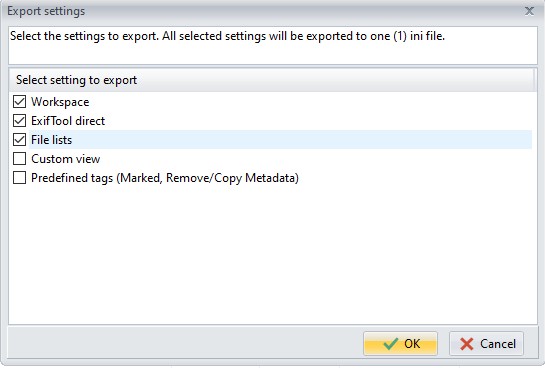 Export settings
Select the settings to export. All selected settings will be exported to one (1) ini file.
Select setting to export
Workspace
ExifTool direct
File lists
Custom view
Predefined tags (Marked, Remove/Copy Metadata)
OK Cancel